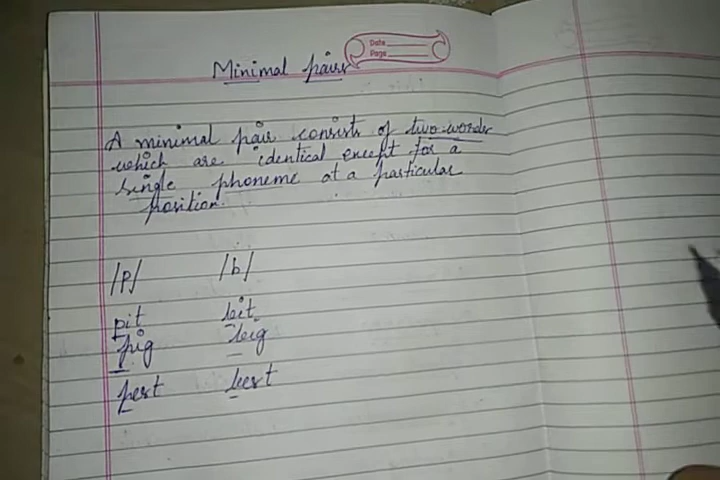 Minimal pairs
Date
Page
A minimal pair consists of two words
which are identical except for a
single phoneme at a particular
position.
/p/ /b/
pit bit
pig big
pest best